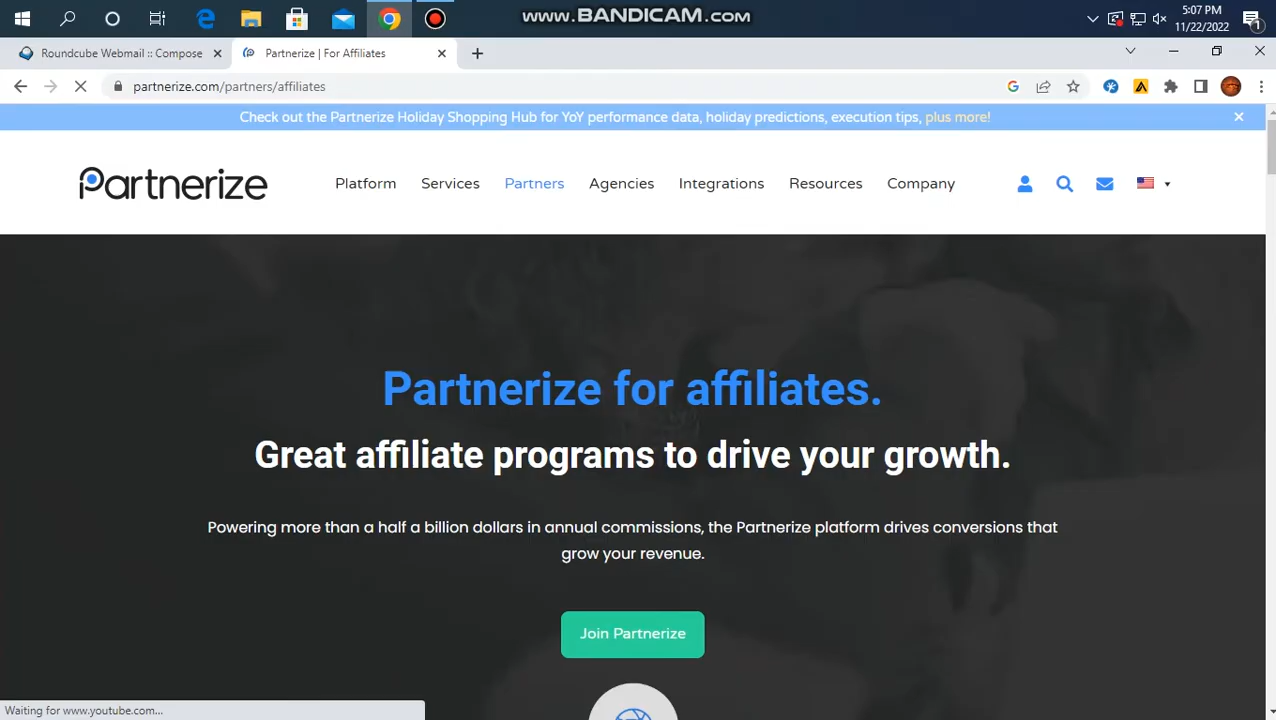 www.BANDICAM.com
5:07 PM
11/22/2022
1
Roundcube Webmail :: Compose
Partnerize | For Affiliates
partnerize.com/partners/affiliates
Check out the Partnerize Holiday Shopping Hub for YoY performance data, holiday predictions, execution tips, plus more!
Partnerize
Platform
Services
Partners
Agencies
Integrations
Resources
Company
Partnerize for affiliates.
Great affiliate programs to drive your growth.
Powering more than a half a billion dollars in annual commissions, the Partnerize platform drives conversions that
grow your revenue.
Join Partnerize
Waiting for www.youtube.com...